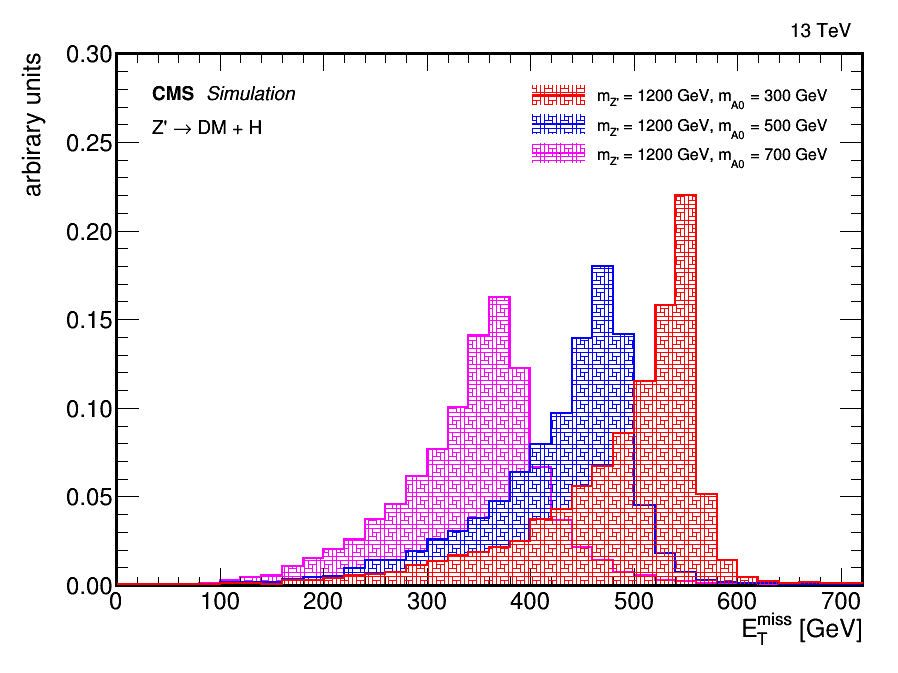 13 TeV
arbirary units
0.30
0.25
0.20
0.15
0.10
0.05
0.00
CMS Simulation
Z' → DM + H
m_Z' = 1200 GeV, m_A0 = 300 GeV
m_Z' = 1200 GeV, m_A0 = 500 GeV
m_Z' = 1200 GeV, m_A0 = 700 GeV
0 100 200 300 400 500 600 700
E_T^miss [GeV]